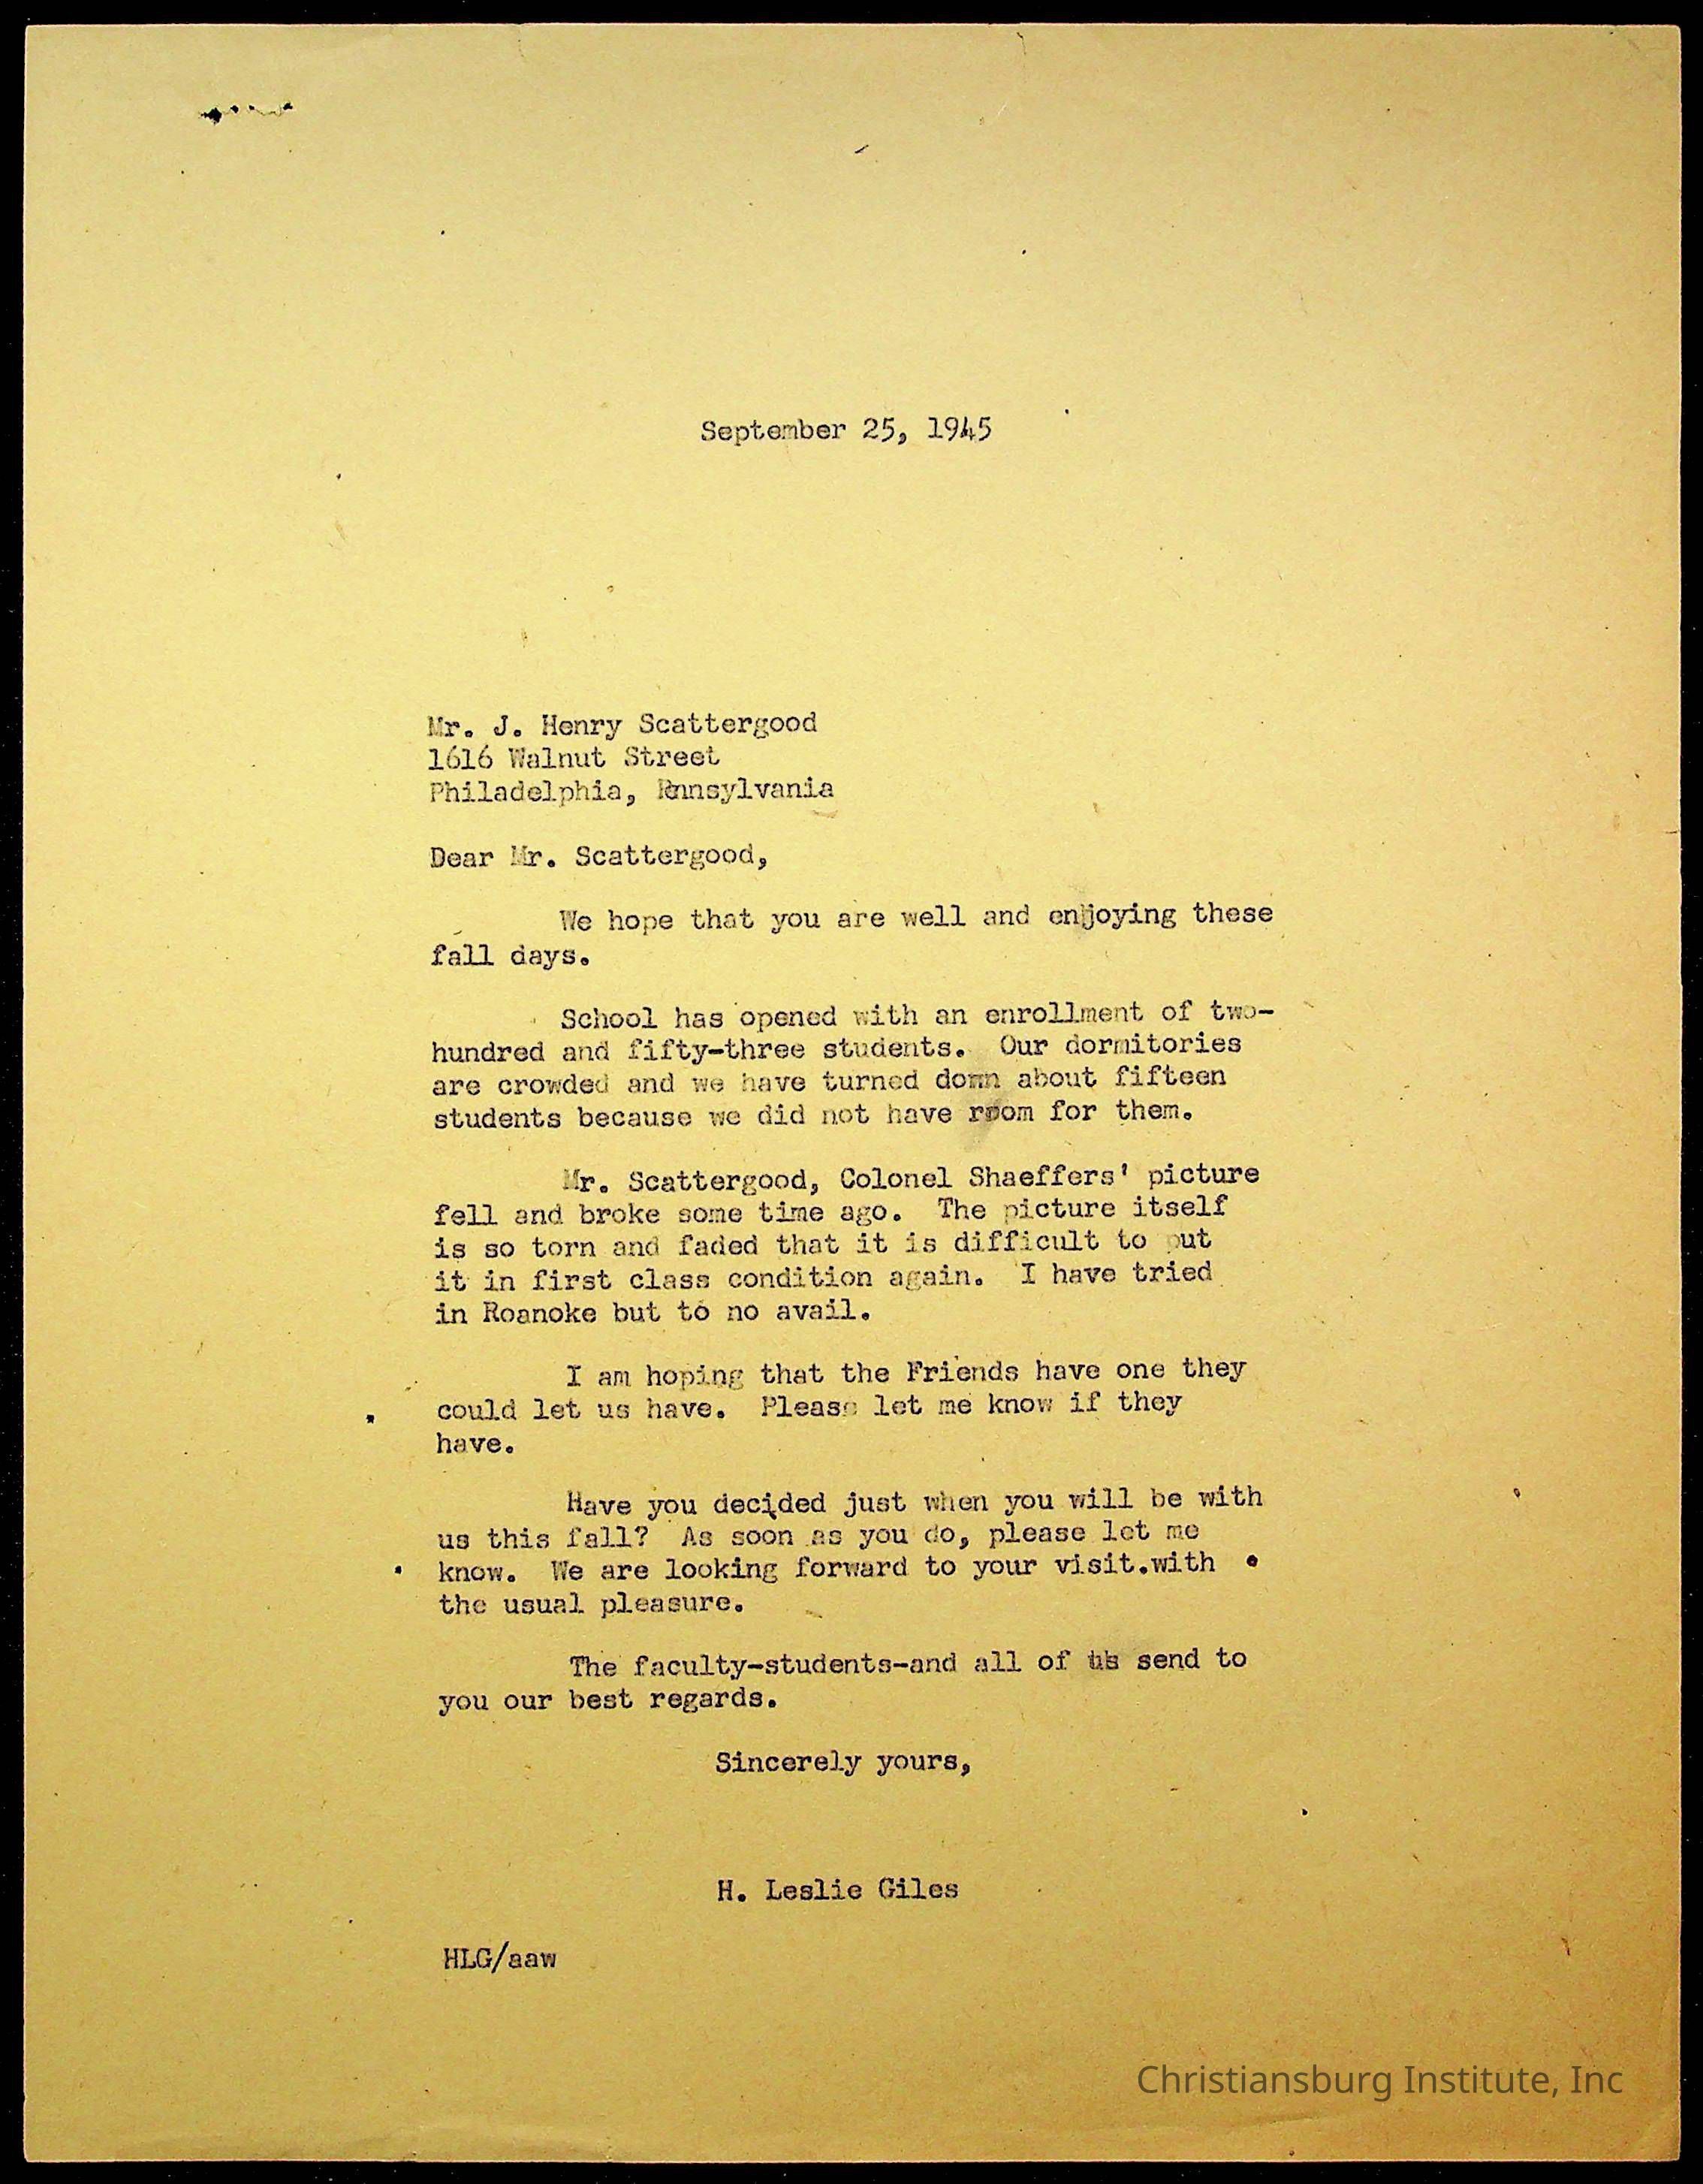 September 25, 1945
Mr. J. Henry Scattergood
1616 Walnut Street
Philadelphia, Pennsylvania
Dear Mr. Scattergood,
We hope that you are well and enjoying these
fall days.
School has opened with an enrollment of two-
hundred and fifty-three students. Our dormitories
are crowded and we have turned down about fifteen
students because we did not have room for them.
Mr. Scattergood, Colonel Shaeffers' picture
fell and broke some time ago. The picture itself
is so torn and faded that it is difficult to put
it in first class condition again. I have tried
in Roanoke but to no avail.
I am hoping that the Friends have one they
could let us have. Please let me know if they
have.
Have you decided just when you will be with
us this fall? As soon as you do, please let me
know. We are looking forward to your visit.with
the usual pleasure.
The faculty-students-and all of us send to
you our best regards.
Sincerely yours,
H. Leslie Giles
HLG/aaw
Christiansburg Institute, Inc